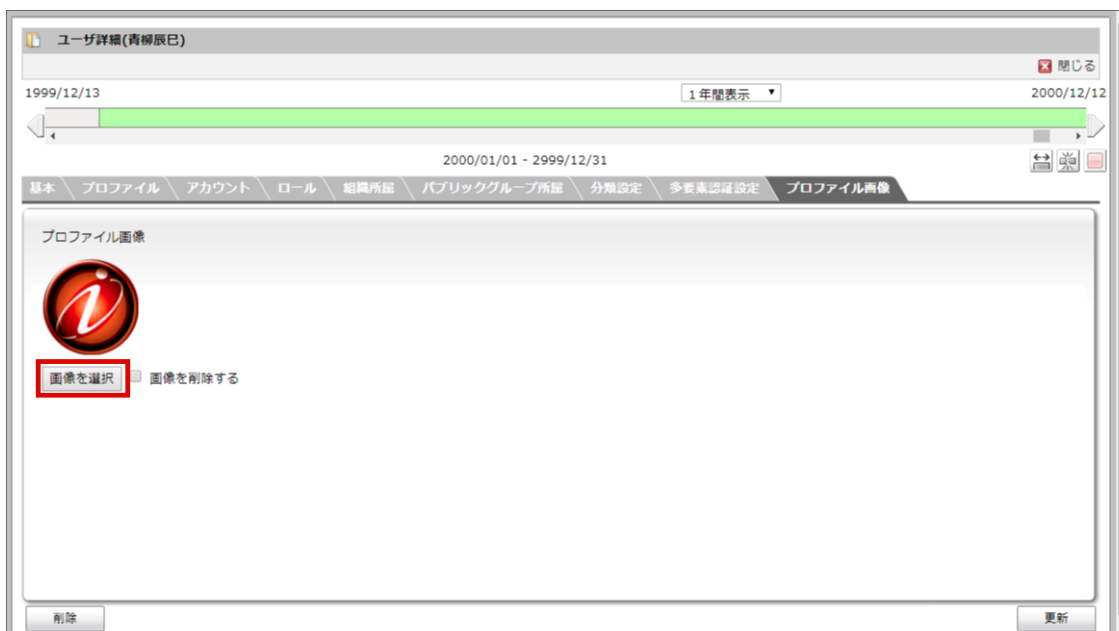 ユーザ詳細(青柳辰巳)
閉じる
1999/12/13 1年間表示 2000/12/12
2000/01/01 - 2999/12/31
基本 プロファイル アカウント ロール 組織所属 パブリックグループ所属 分類設定 多要素認証設定 プロファイル画像
プロファイル画像
i
画像を選択 画像を削除する
削除 更新